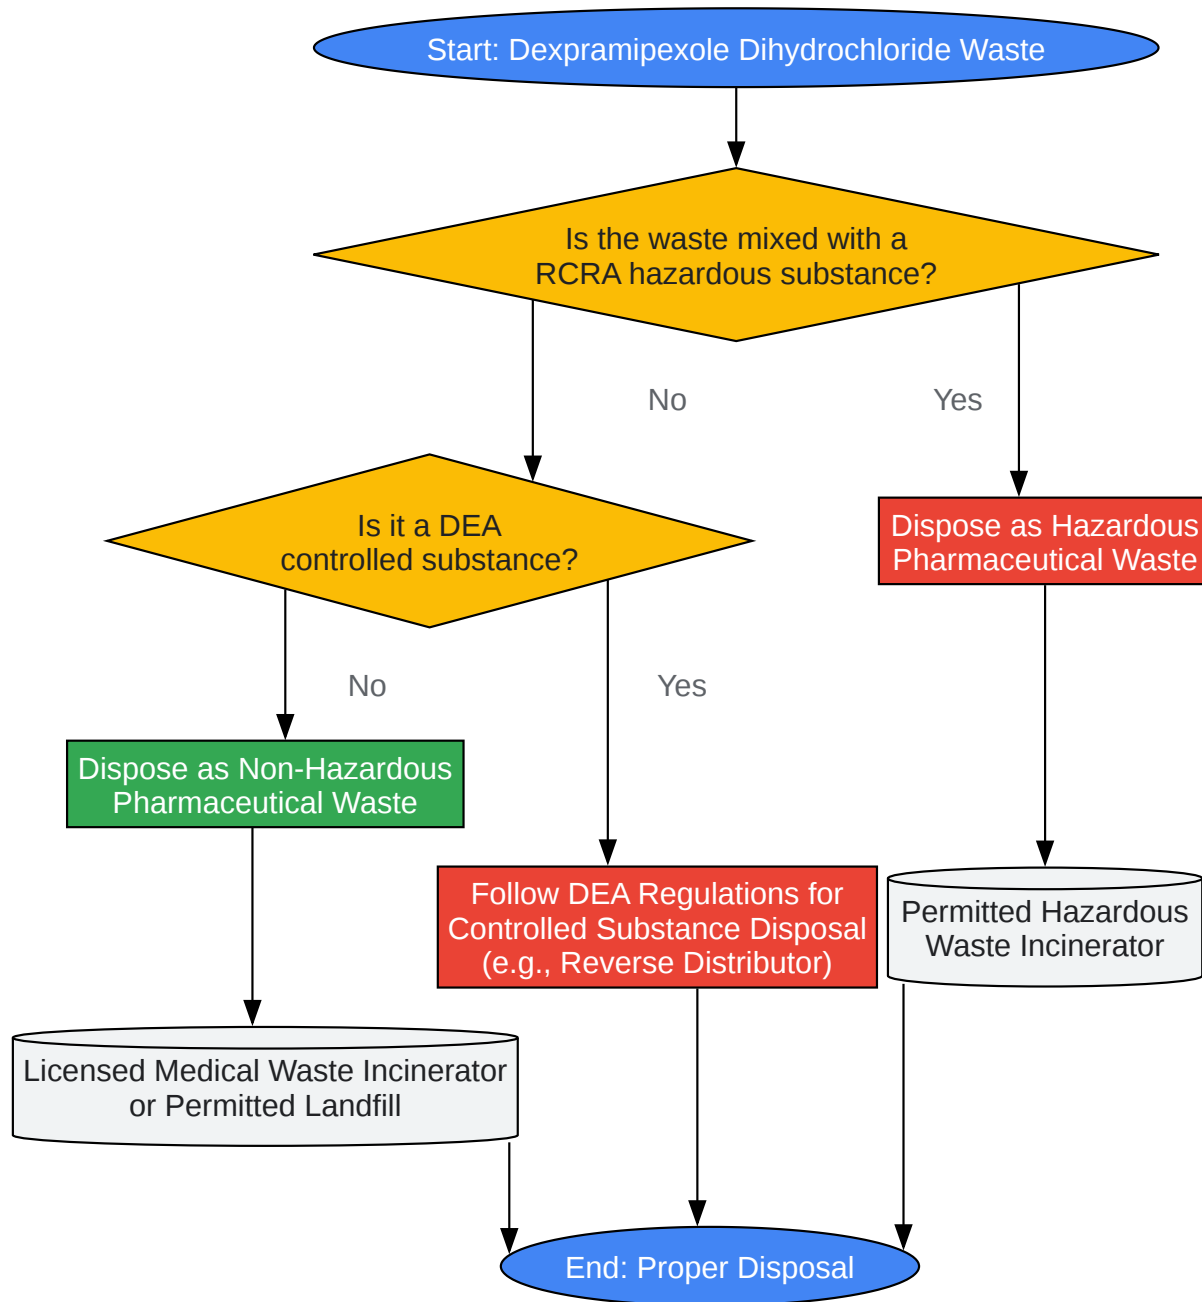 Start: Dexpramipexole Dihydrochloride Waste
Is the waste mixed with a
RCRA hazardous substance?
No
Yes
Is it a DEA
controlled substance?
Dispose as Hazardous
Pharmaceutical Waste
No
Yes
Dispose as Non-Hazardous
Pharmaceutical Waste
Follow DEA Regulations for
Controlled Substance Disposal
(e.g., Reverse Distributor)
Permitted Hazardous
Waste Incinerator
Licensed Medical Waste Incinerator
or Permitted Landfill
End: Proper Disposal